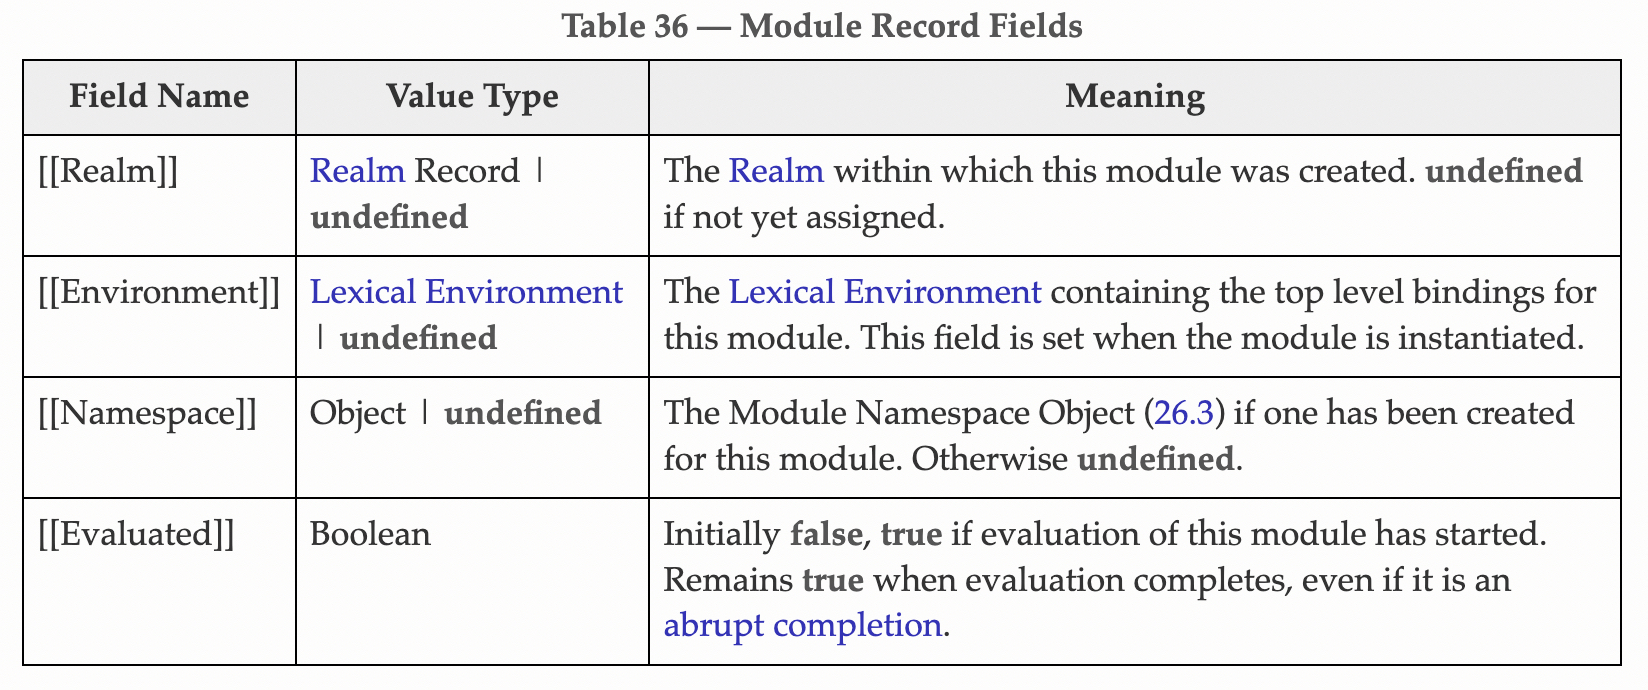 Table 36 — Module Record Fields
Field Name
Value Type
Meaning
[[Realm]]
Realm Record |
undefined
The Realm within which this module was created. undefined
if not yet assigned.
[[Environment]]
Lexical Environment
| undefined
The Lexical Environment containing the top level bindings for
this module. This field is set when the module is instantiated.
[[Namespace]]
Object | undefined
The Module Namespace Object (26.3) if one has been created
for this module. Otherwise undefined.
[[Evaluated]]
Boolean
Initially false, true if evaluation of this module has started.
Remains true when evaluation completes, even if it is an
abrupt completion.